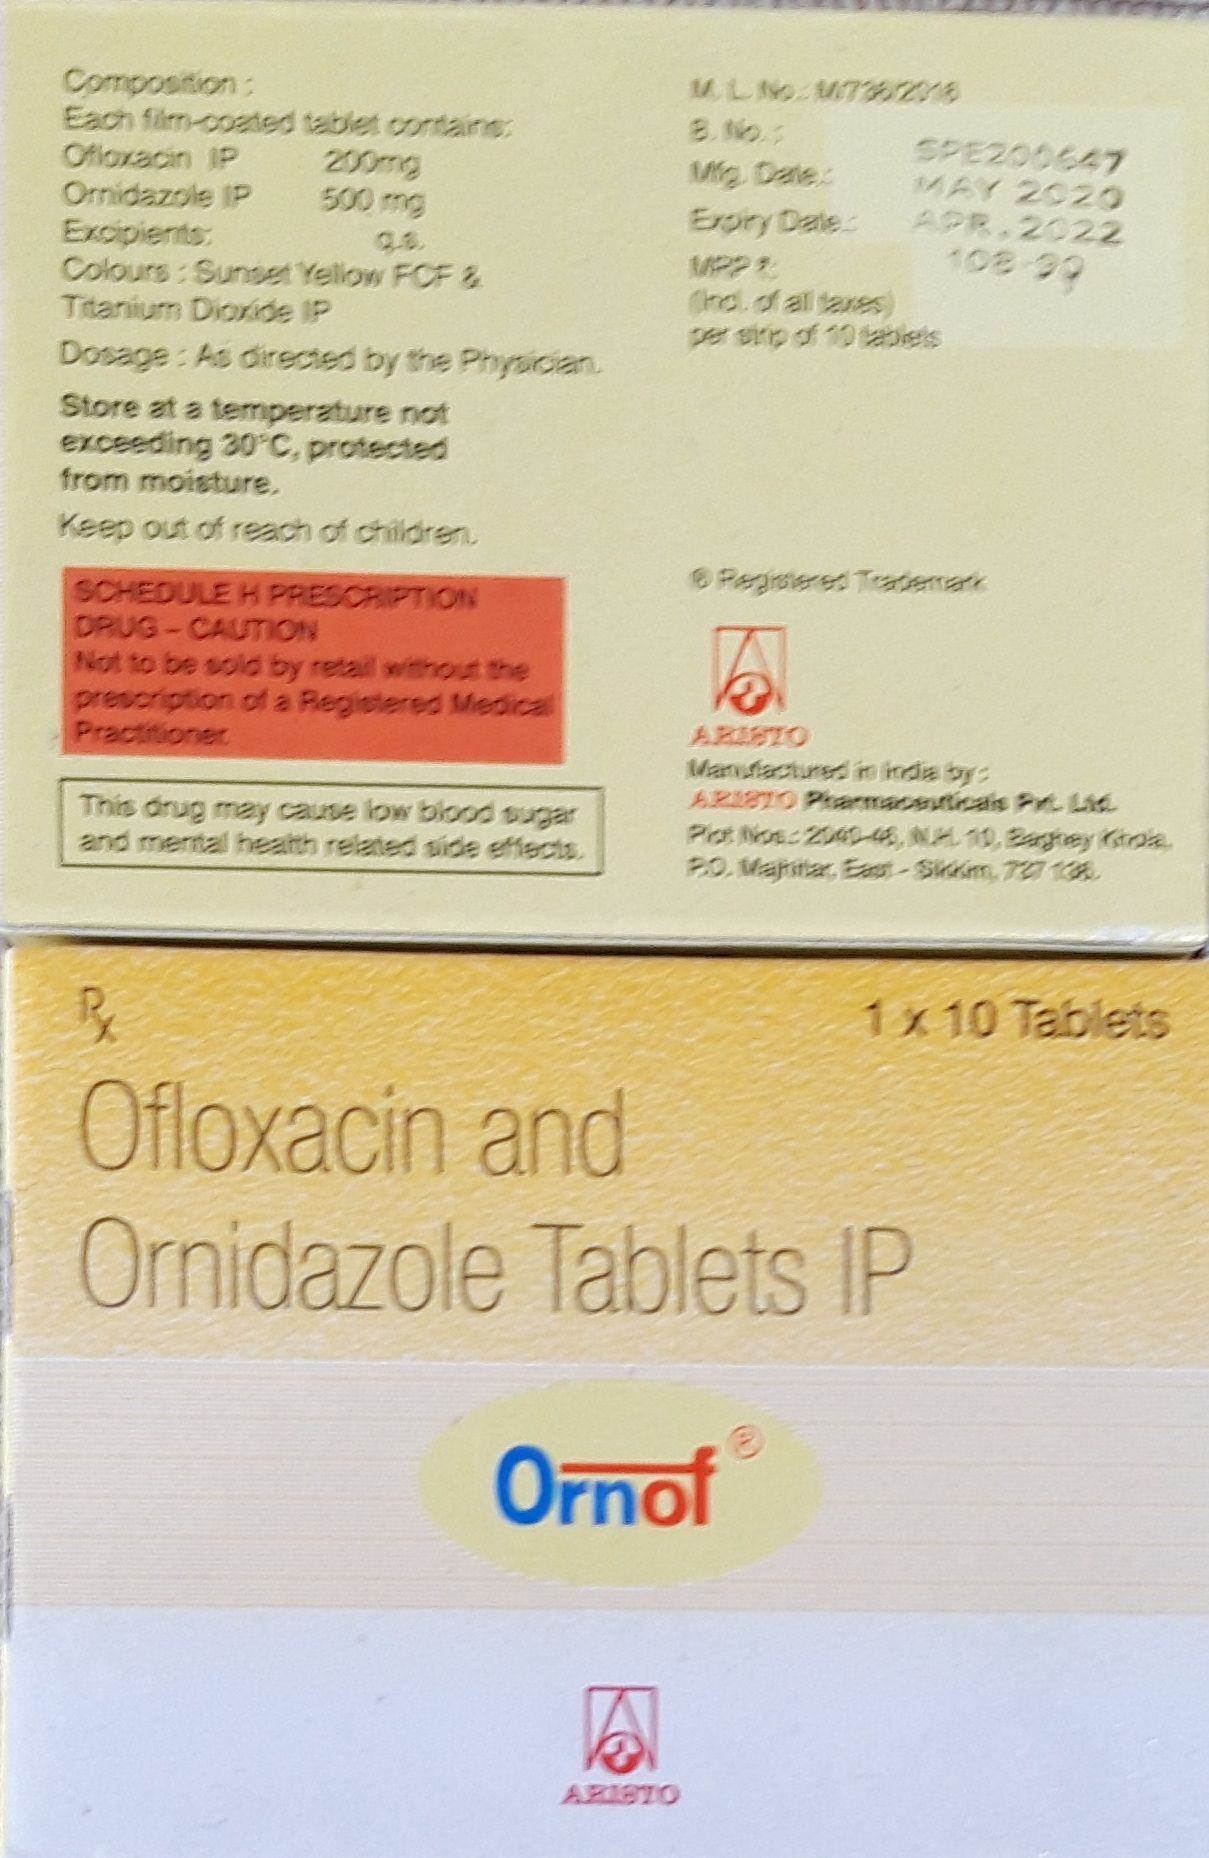 Composition :
Each film-coated tablet contains:
Ofloxacin IP 200mg
Ornidazole IP 500 mg
Excipients: q.s.
Colours : Sunset Yellow FCF &
Titanium Dioxide IP
Dosage : As directed by the Physician.
Store at a temperature not
exceeding 30°C, protected
from moisture.
Keep out of reach of children.
SCHEDULE H PRESCRIPTION
DRUG – CAUTION
Not to be sold by retail without the
prescription of a Registered Medical
Practitioner.
This drug may cause low blood sugar
and mental health related side effects.
M. L. No.: M/738/2016
B. No. : SPE200647
Mfg. Date.: MAY 2020
Expiry Date.: APR. 2022
MRP ₹: 108-99
(Incl. of all taxes)
per strip of 10 tablets
® Registered Trademark
ARISTO
Manufactured in India by :
ARISTO Pharmaceuticals Pvt. Ltd.
Plot Nos.: 2040-46, N.H. 10, Baghey Khola,
P.O. Majhitar, East - Sikkim, 737 136.
Rx
1 x 10 Tablets
Ofloxacin and
Ornidazole Tablets IP
Ornof®
ARISTO